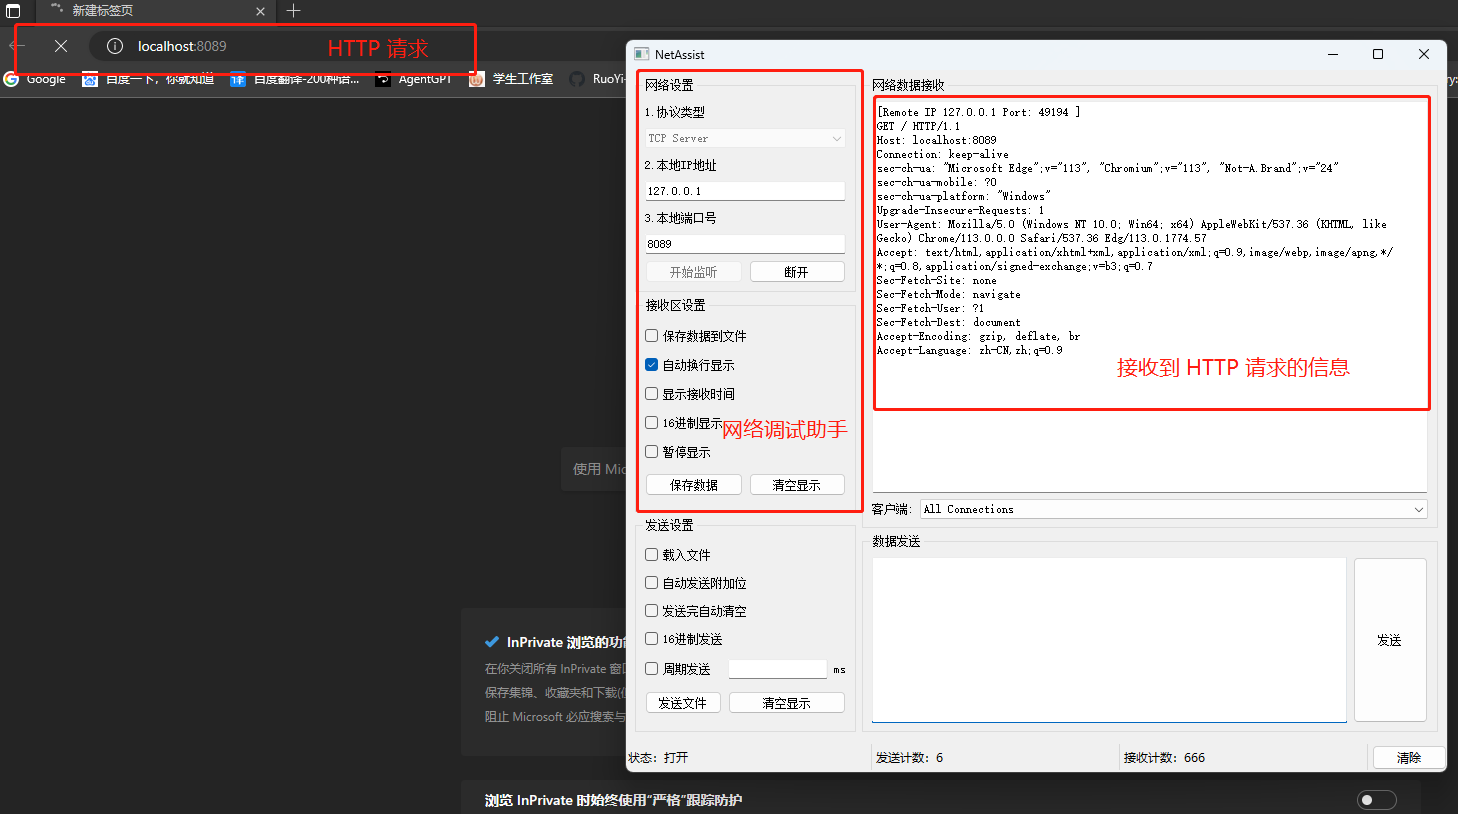 新建标签页
localhost:8089
HTTP 请求
Google
百度一下，你就知道
译
百度翻译-200种语...
AgentGPT
学生工作室
RuoYi-
ry:
使用 Mic
InPrivate 浏览的功能
在你关闭所有 InPrivate 窗口
保存集锦、收藏夹和下载(但
阻止 Microsoft 必应搜索与
浏览 InPrivate 时始终使用“严格”跟踪防护
NetAssist
网络设置
1. 协议类型
TCP Server
2. 本地IP地址
127.0.0.1
3. 本地端口号
8089
开始监听
断开
接收区设置
保存数据到文件
自动换行显示
显示接收时间
16进制显示
网络调试助手
暂停显示
保存数据
清空显示
发送设置
载入文件
自动发送附加位
发送完自动清空
16进制发送
周期发送
ms
发送文件
清空显示
网络数据接收
[Remote IP 127.0.0.1 Port: 49194 ]
GET / HTTP/1.1
Host: localhost:8089
Connection: keep-alive
sec-ch-ua: "Microsoft Edge";v="113", "Chromium";v="113", "Not-A.Brand";v="24"
sec-ch-ua-mobile: ?0
sec-ch-ua-platform: "Windows"
Upgrade-Insecure-Requests: 1
User-Agent: Mozilla/5.0 (Windows NT 10.0; Win64; x64) AppleWebKit/537.36 (KHTML, like
Gecko) Chrome/113.0.0.0 Safari/537.36 Edg/113.0.1774.57
Accept: text/html,application/xhtml+xml,application/xml;q=0.9,image/webp,image/apng,*/
*;q=0.8,application/signed-exchange;v=b3;q=0.7
Sec-Fetch-Site: none
Sec-Fetch-Mode: navigate
Sec-Fetch-User: ?1
Sec-Fetch-Dest: document
Accept-Encoding: gzip, deflate, br
Accept-Language: zh-CN,zh;q=0.9
接收到 HTTP 请求的信息
客户端:
All Connections
数据发送
发送
状态：打开
发送计数：6
接收计数：666
清除